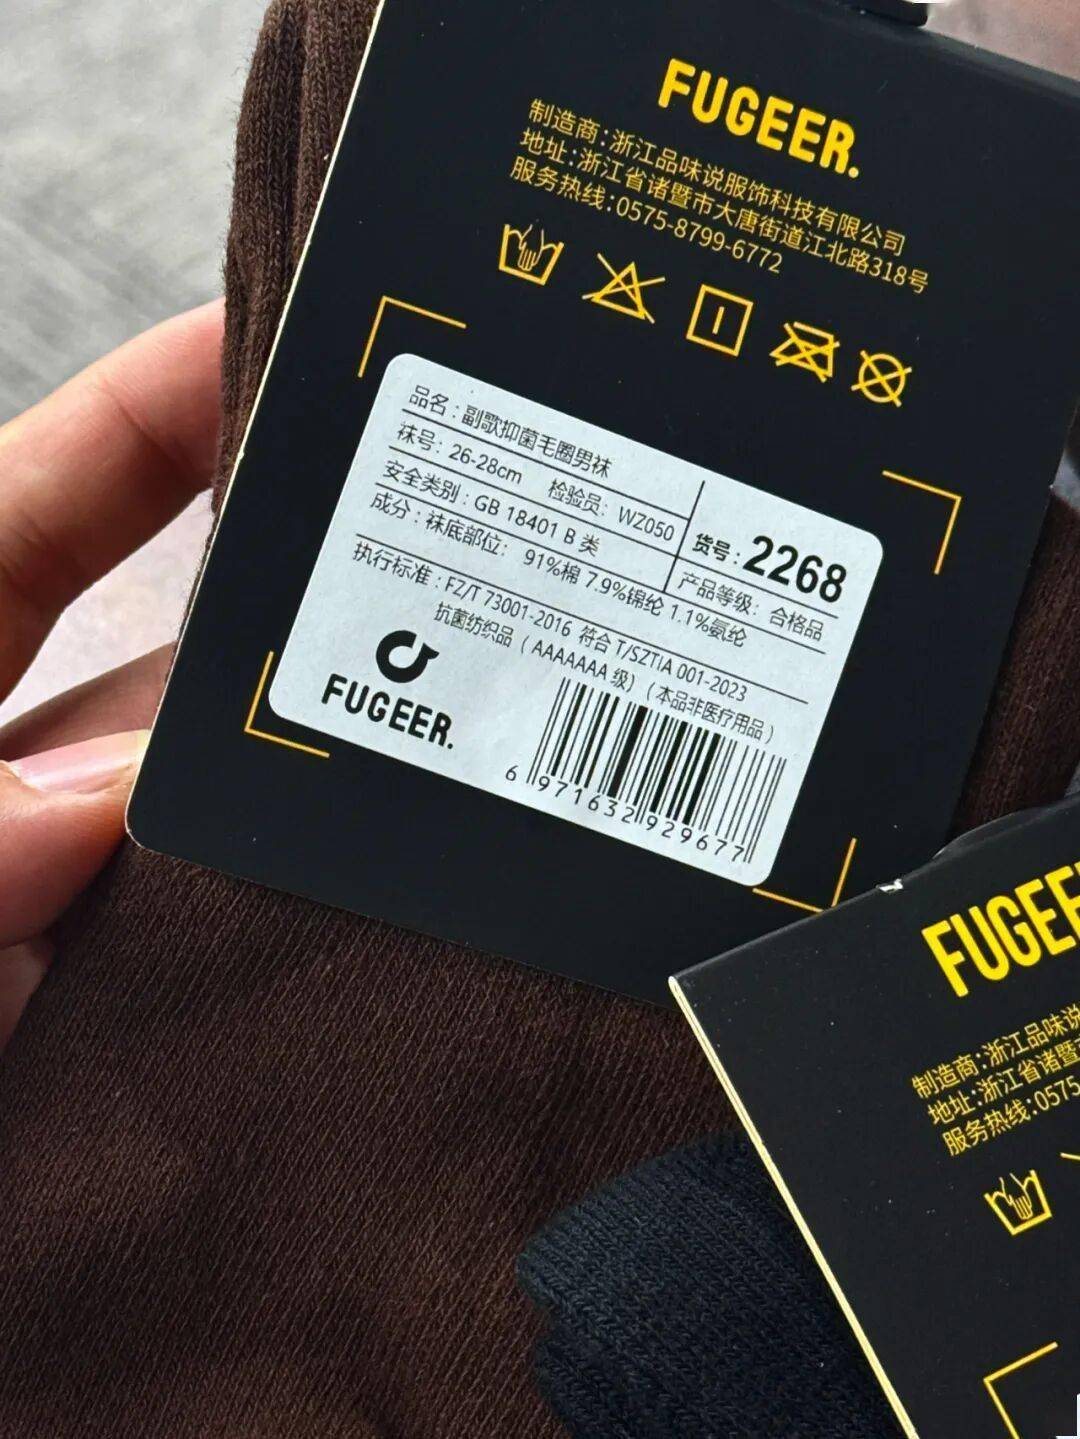 FUGEER.
制造商:浙江品味说服饰科技有限公司
地址:浙江省诸暨市大唐街道江北路318号
服务热线:0575-8799-6772
品名:副歌抑菌毛圈男袜
袜号: 26-28cm 检验员: WZ050
货号: 2268
安全类别: GB 18401 B 类
产品等级: 合格品
成分: 袜底部位: 91%棉 7.9%锦纶 1.1%氨纶
执行标准: FZ/T 73001-2016 符合 T/SZTIA 001-2023
抗菌纺织品 ( AAAAAAA 级) ( 本品非医疗用品 )
FUGEER.
6 971632 929677
FUGEE
制造商:浙江品味说
地址:浙江省诸暨
服务热线:0575